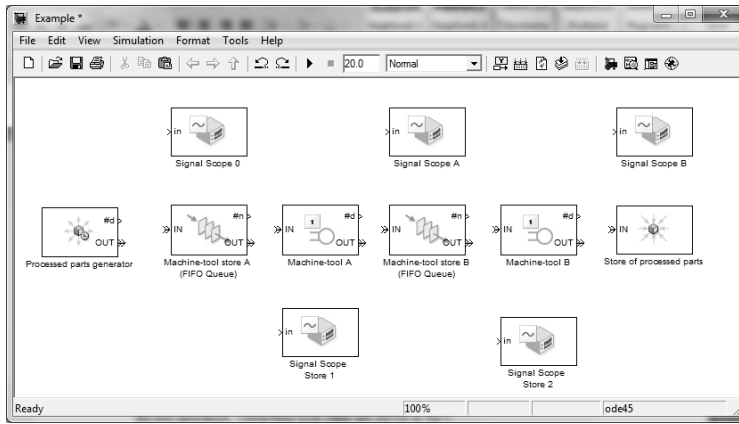 Example *
File Edit View Simulation Format Tools Help
20.0 Normal
in
Signal Scope 0
in
Signal Scope A
in
Signal Scope B
#d
OUT
Processed parts generator
IN
#n
OUT
Machine-tool store A
(FIFO Queue)
IN
#d
OUT
Machine-tool A
IN
#n
OUT
Machine-tool store B
(FIFO Queue)
IN
#d
OUT
Machine-tool B
IN
Store of processed parts
in
Signal Scope
Store 1
in
Signal Scope
Store 2
Ready 100% ode45